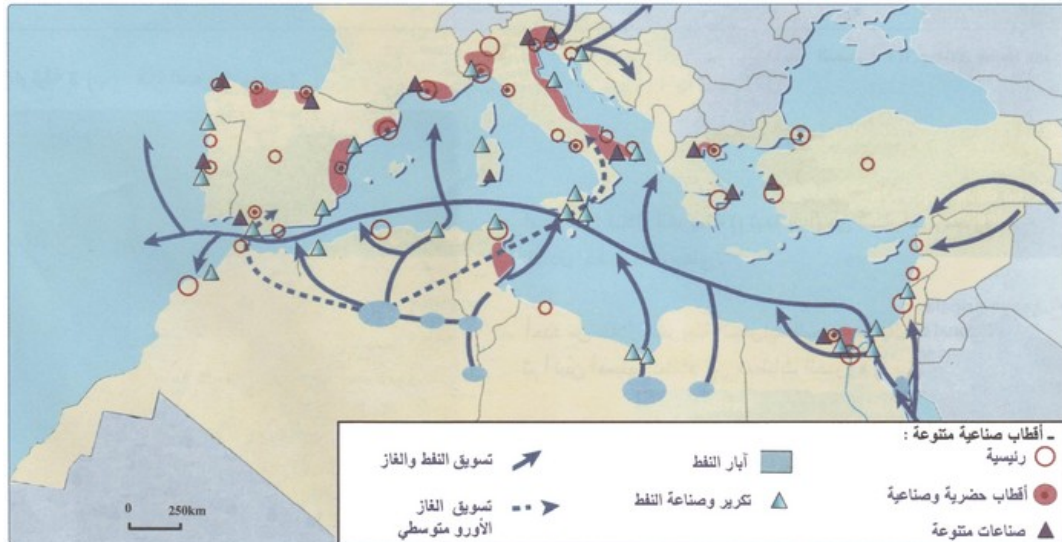 ـ أقطاب صناعية متنوعة :
رئيسية
أقطاب حضرية وصناعية
صناعات متنوعة
آبار النفط
تكرير وصناعة النفط
تسويق النفط والغاز
تسويق الغاز
الأورو متوسطي
0 250km